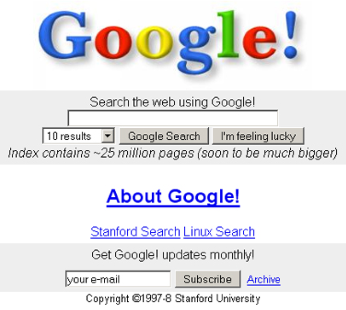 Google!
Search the web using Google!
10 results Google Search I'm feeling lucky
Index contains ~25 million pages (soon to be much bigger)
About Google!
Stanford Search Linux Search
Get Google! updates monthly!
your e-mail Subscribe Archive
Copyright ©1997-8 Stanford University